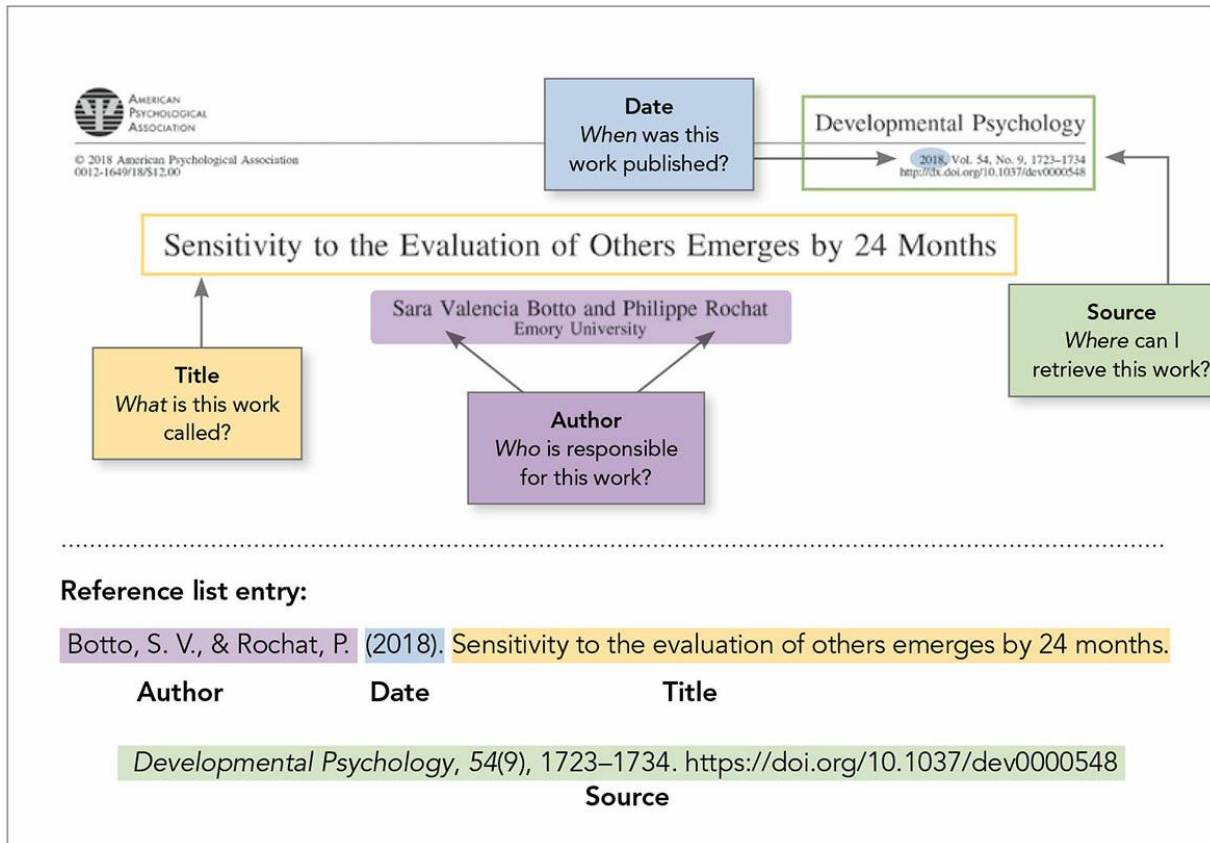 AMERICAN
PSYCHOLOGICAL
ASSOCIATION
© 2018 American Psychological Association
0012-1649/18/$12.00
Date
When was this
work published?
Developmental Psychology
2018, Vol. 54, No. 9, 1723–1734
http://dx.doi.org/10.1037/dev0000548
Sensitivity to the Evaluation of Others Emerges by 24 Months
Sara Valencia Botto and Philippe Rochat
Emory University
Title
What is this work
called?
Author
Who is responsible
for this work?
Source
Where can I
retrieve this work?
Reference list entry:
Botto, S. V., & Rochat, P. (2018). Sensitivity to the evaluation of others emerges by 24 months.
Author Date Title
Developmental Psychology, 54(9), 1723–1734. https://doi.org/10.1037/dev0000548
Source